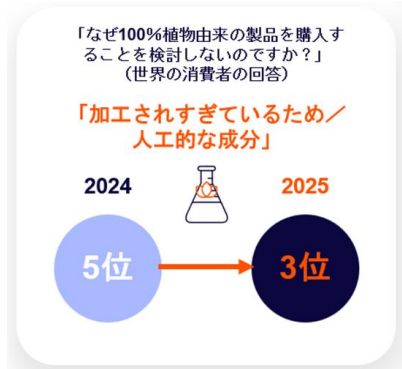 「なぜ100％植物由来の製品を購入す
ることを検討しないのですか？」
（世界の消費者の回答）
「加工されすぎているため／
人工的な成分」
2024
2025
5位
3位